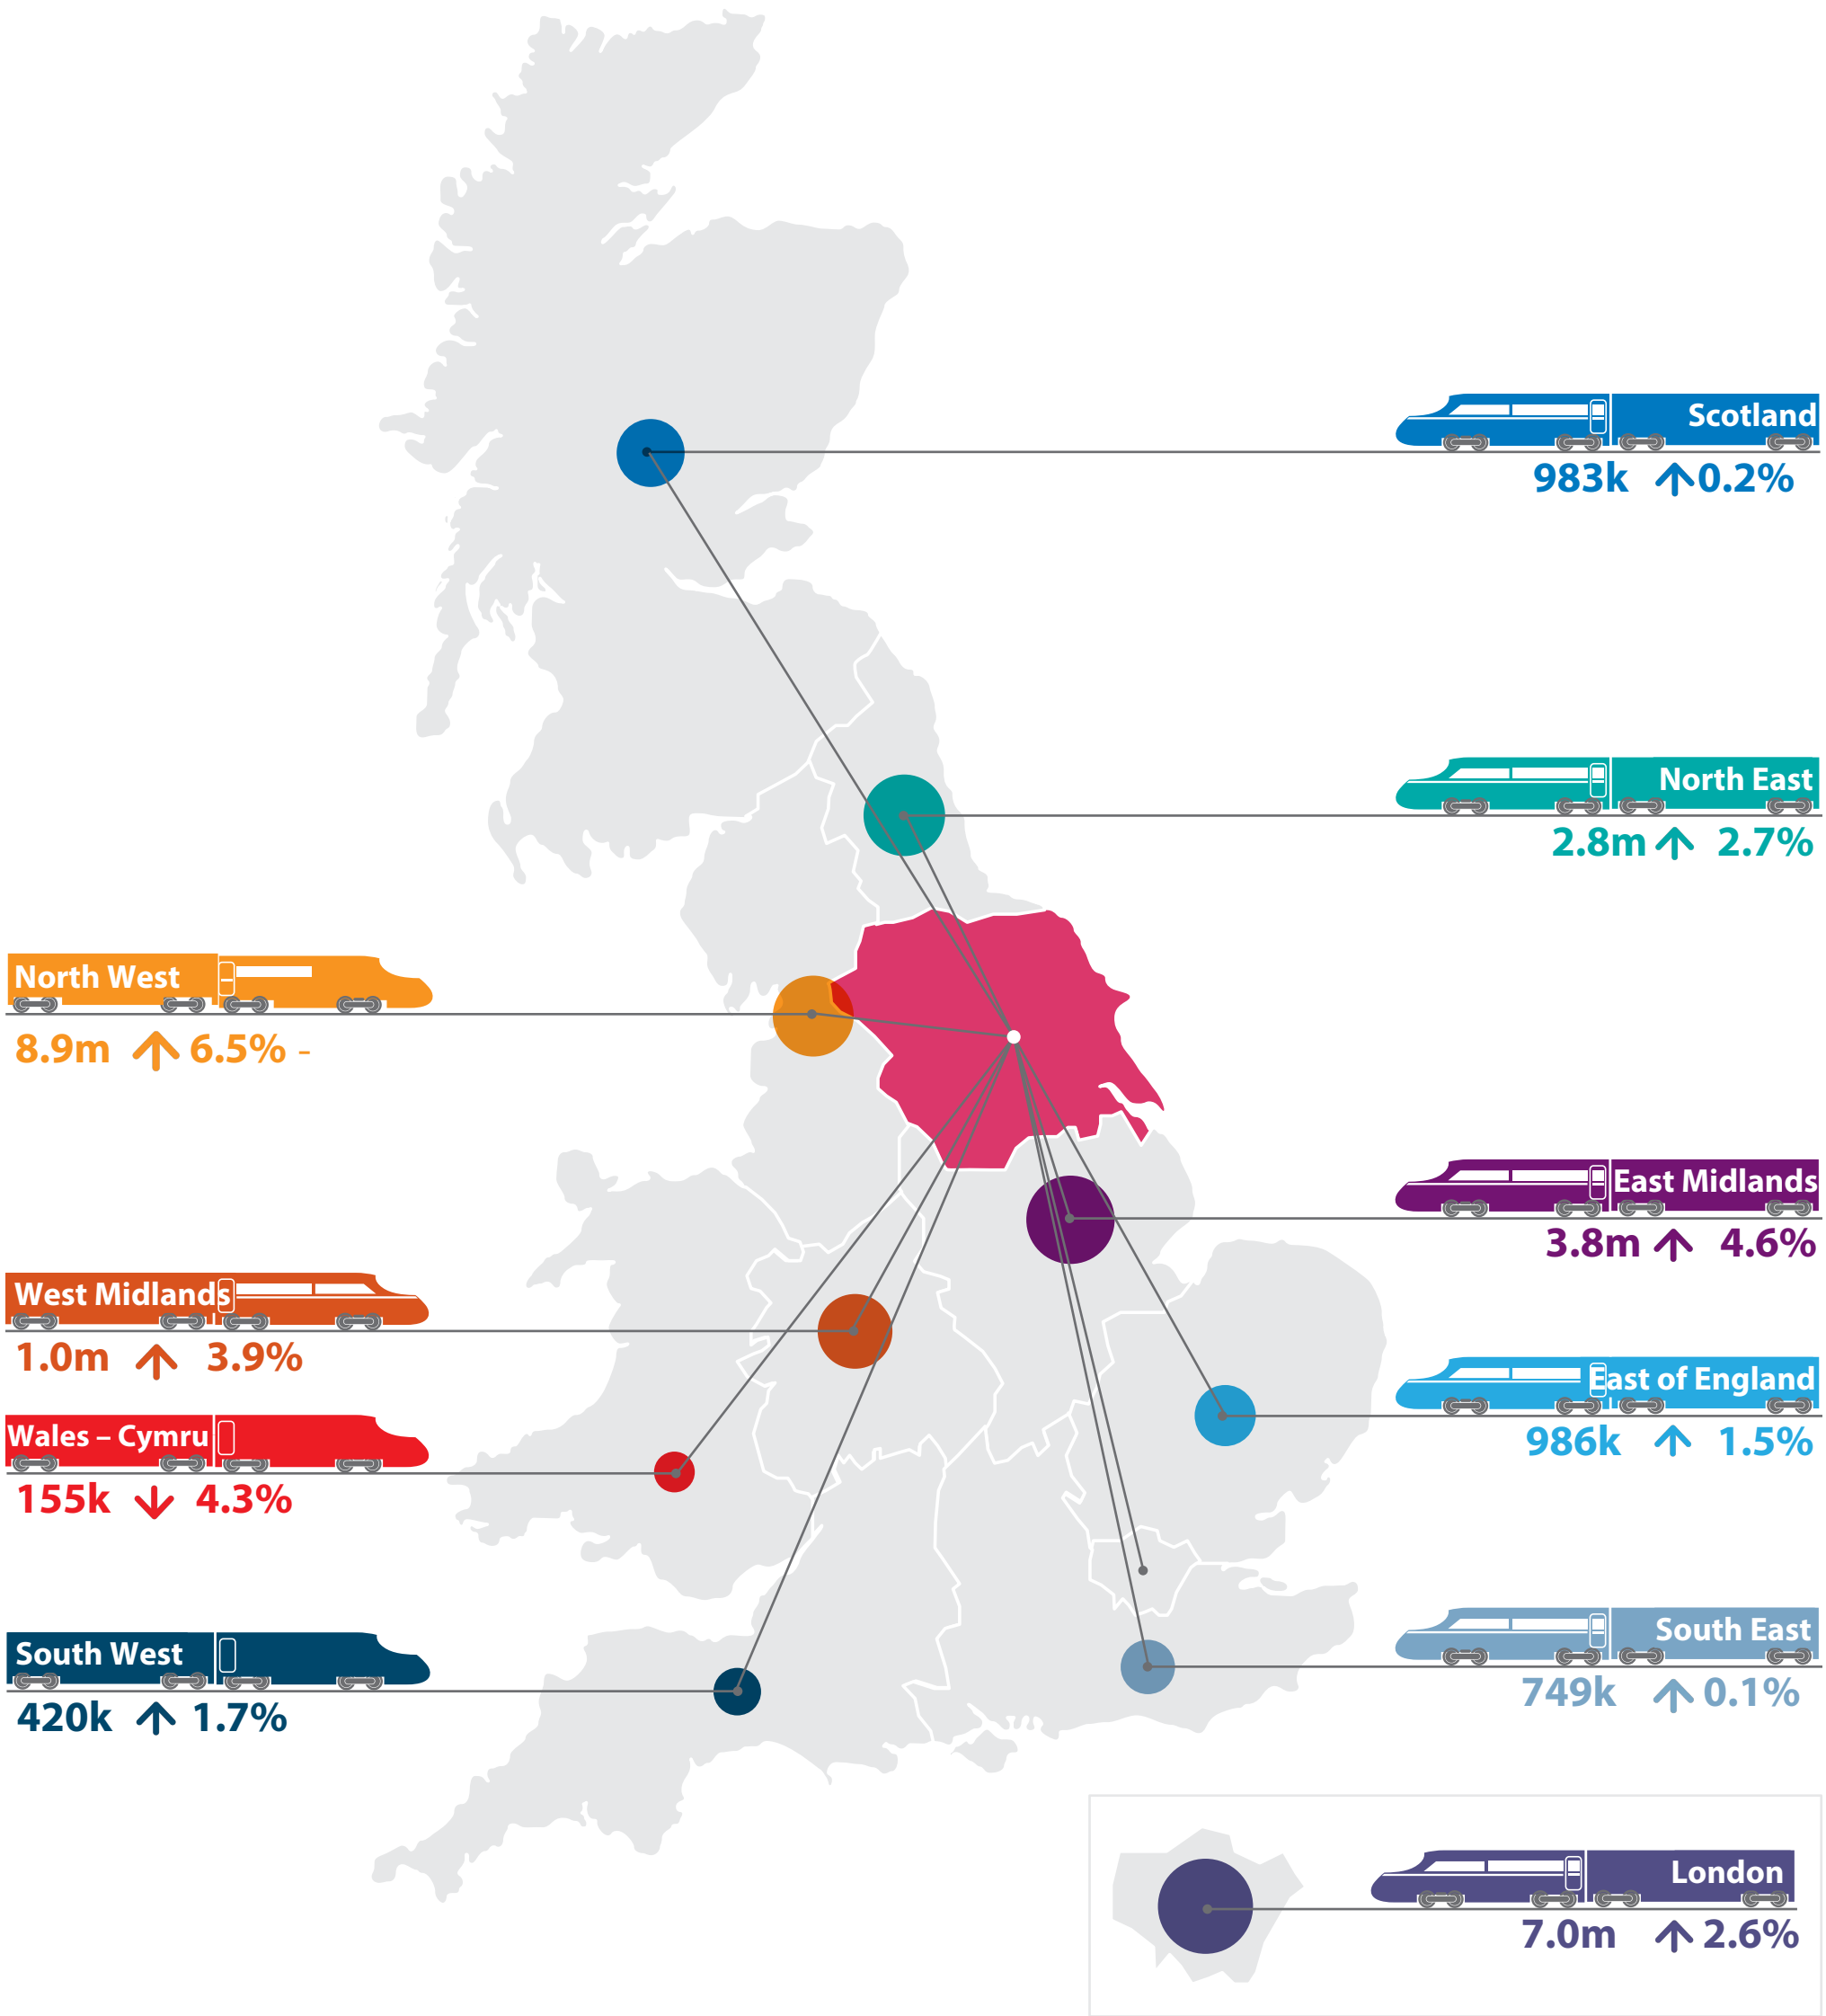 Scotland
983k ↑ 0.2%
North East
2.8m ↑ 2.7%
North West
8.9m ↑ 6.5% -
East Midlands
3.8m ↑ 4.6%
West Midlands
1.0m ↑ 3.9%
East of England
986k ↑ 1.5%
Wales – Cymru
155k ↓ 4.3%
South East
749k ↑ 0.1%
South West
420k ↑ 1.7%
London
7.0m ↑ 2.6%